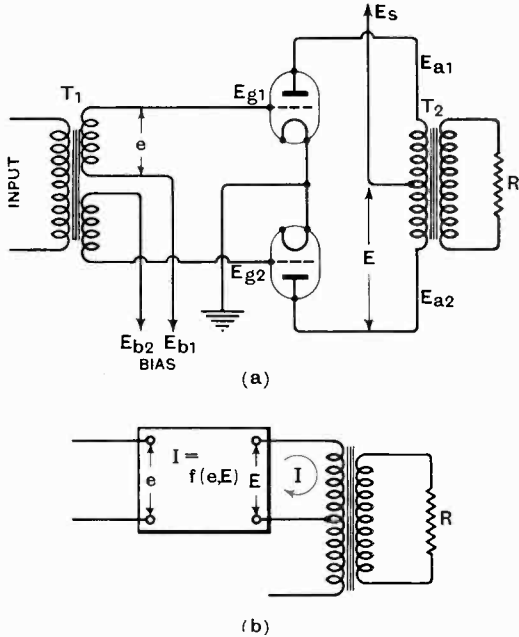 Es
Ea1
T1
Eg1
T2
e
INPUT
R
E
Eg2
Ea2
Eb2 Eb1
BIAS
(a)
I =
f(e,E)
e
E
I
R
(b)